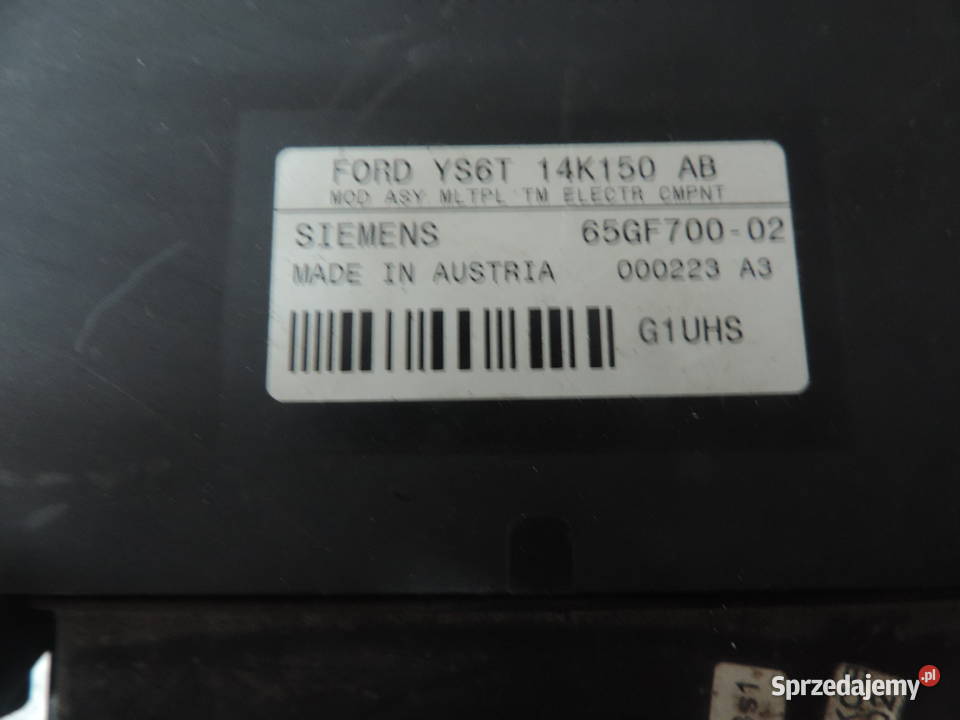 FORD YS6T 14K150 AB
MOD ASY MLTPL TM ELECTR CMPNT
SIEMENS 65GF700-02
MADE IN AUSTRIA 000223 A3
G1UHS
Sprzedajemy.pl